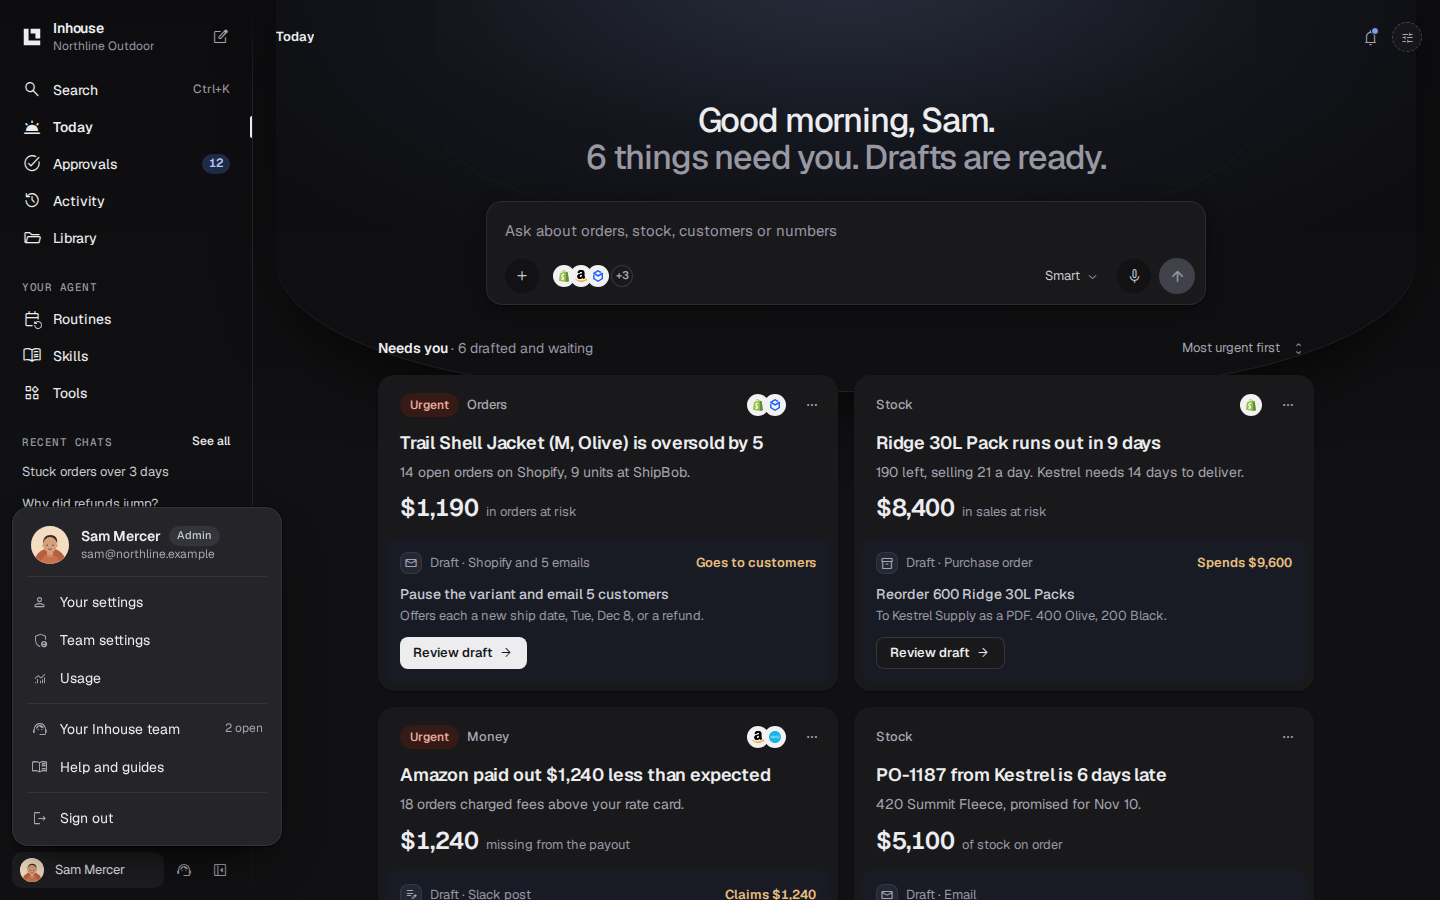 Inhouse
Northline Outdoor
Search
Ctrl+K
Today
Approvals
12
Activity
Library
YOUR AGENT
Routines
Skills
Tools
RECENT CHATS
See all
Stuck orders over 3 days
Why did refunds jump?
Sam Mercer
Admin
sam@northline.example
Your settings
Team settings
Usage
Your Inhouse team
2 open
Help and guides
Sign out
Sam Mercer
Today
Good morning, Sam.
6 things need you. Drafts are ready.
Ask about orders, stock, customers or numbers
+3
Smart
Needs you · 6 drafted and waiting
Most urgent first
Urgent
Orders
Trail Shell Jacket (M, Olive) is oversold by 5
14 open orders on Shopify, 9 units at ShipBob.
$1,190 in orders at risk
Draft · Shopify and 5 emails
Goes to customers
Pause the variant and email 5 customers
Offers each a new ship date, Tue, Dec 8, or a refund.
Review draft
Stock
Ridge 30L Pack runs out in 9 days
190 left, selling 21 a day. Kestrel needs 14 days to deliver.
$8,400 in sales at risk
Draft · Purchase order
Spends $9,600
Reorder 600 Ridge 30L Packs
To Kestrel Supply as a PDF. 400 Olive, 200 Black.
Review draft
Urgent
Money
Amazon paid out $1,240 less than expected
18 orders charged fees above your rate card.
$1,240 missing from the payout
Draft · Slack post
Claims $1,240
Stock
PO-1187 from Kestrel is 6 days late
420 Summit Fleece, promised for Nov 10.
$5,100 of stock on order
Draft · Email